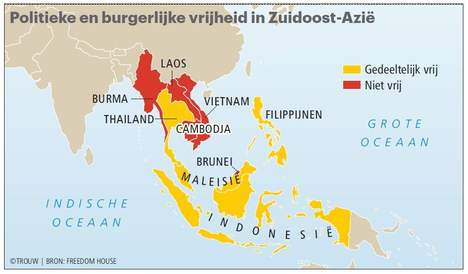 Politieke en burgerlijke vrijheid in Zuidoost-Azië
Gedeeltelijk vrij
Niet vrij
LAOS
BURMA
VIETNAM
THAILAND
CAMBODJA
FILIPPIJNEN
GROTE
OCEAAN
BRUNEI
MALEISIË
INDISCHE
OCEAAN
INDONESIË
©TROUW | BRON: FREEDOM HOUSE